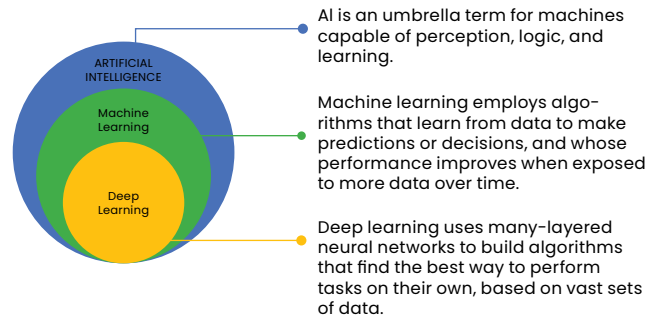 ARTIFICIAL
INTELLIGENCE
Machine
Learning
Deep
Learning
AI is an umbrella term for machines
capable of perception, logic, and
learning.
Machine learning employs algo-
rithms that learn from data to make
predictions or decisions, and whose
performance improves when exposed
to more data over time.
Deep learning uses many-layered
neural networks to build algorithms
that find the best way to perform
tasks on their own, based on vast sets
of data.